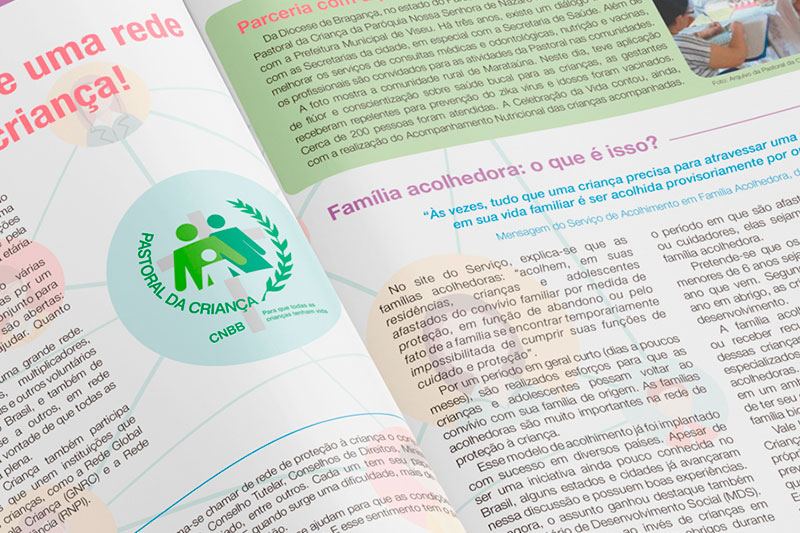 e uma rede
criança!
várias
por um
conjunto para
são abertas:
ajudar. Quanto
uma grande rede.
multiplicadores,
e outros voluntários
Brasil, e também de
se a outros, em rede
vontade de que todas as
plena.
Criança também participa
que unem instituições que
crianças, como a Rede Global
da Criança (GNRC) e a Rede
(RNPI).
PASTORAL DA CRIANÇA
CNBB
Para que todas as
crianças tenham vida
ma-se chamar de rede de proteção à criança o
Conselho Tutelar, Conselhos de Direitos,
entre outros. Cada um tem seu
quando surge uma dificuldade, mais
se ajudam para que as
E esse sentimento tem o
Parceria com
Da Diocese de Bragança, no estado do
Pastoral da Criança da Paróquia Nossa Senhora de Nazaré
com a Prefeitura Municipal de Viseu. Há três anos, existe um diálogo
com as Secretarias da cidade, em especial com a Secretaria de Saúde. Além de
melhorar os serviços de consultas médicas e odontológicas, nutrição e vacinas,
os profissionais são convidados para as atividades da Pastoral nas comunidades.
A foto mostra a comunidade rural de Marataúna. Neste dia, teve aplicação
de flúor e conscientização sobre saúde bucal para as crianças, as gestantes
receberam repelentes para prevenção do zika vírus e idosos foram vacinados.
Cerca de 200 pessoas foram atendidas. A Celebração da Vida contou, ainda,
com a realização do Acompanhamento Nutricional das crianças acompanhadas.
Foto: Arquivo da Pastoral da
Família acolhedora: o que é isso?
“Às vezes, tudo que uma criança precisa para atravessar uma
em sua vida familiar é ser acolhida provisoriamente por
Mensagem do Serviço de Acolhimento em Família Acolhedora,
No site do Serviço, explica-se que as
famílias acolhedoras: “acolhem, em suas
residências, crianças e adolescentes
afastados do convívio familiar por medida de
proteção, em função de abandono ou pelo
fato de a família se encontrar temporariamente
impossibilitada de cumprir suas funções de
cuidado e proteção”.
Por um período em geral curto (dias a poucos
meses), são realizados esforços para que as
crianças e adolescentes possam voltar ao
convívio com sua família de origem. As famílias
acolhedoras são muito importantes na rede de
proteção à criança.
Esse modelo de acolhimento já foi implantado
com sucesso em diversos países. Apesar de
ser uma iniciativa ainda pouco conhecida no
Brasil, alguns estados e cidades já avançaram
nessa discussão e possuem boas experiências.
agora, o assunto ganhou destaque também
de Desenvolvimento Social (MDS).
ao invés de crianças em
abrigos durante
o período em que são
ou cuidadores, elas sejam
família acolhedora.
Pretende-se que os
menores de 6 anos
ano que vem. Segundo
ano em abrigo, as
desenvolvimento.
A família
ou receber
dessas crianças
especializados
acolhedoras,
em um
de ter seu
família
Vale
Criança
que
própria